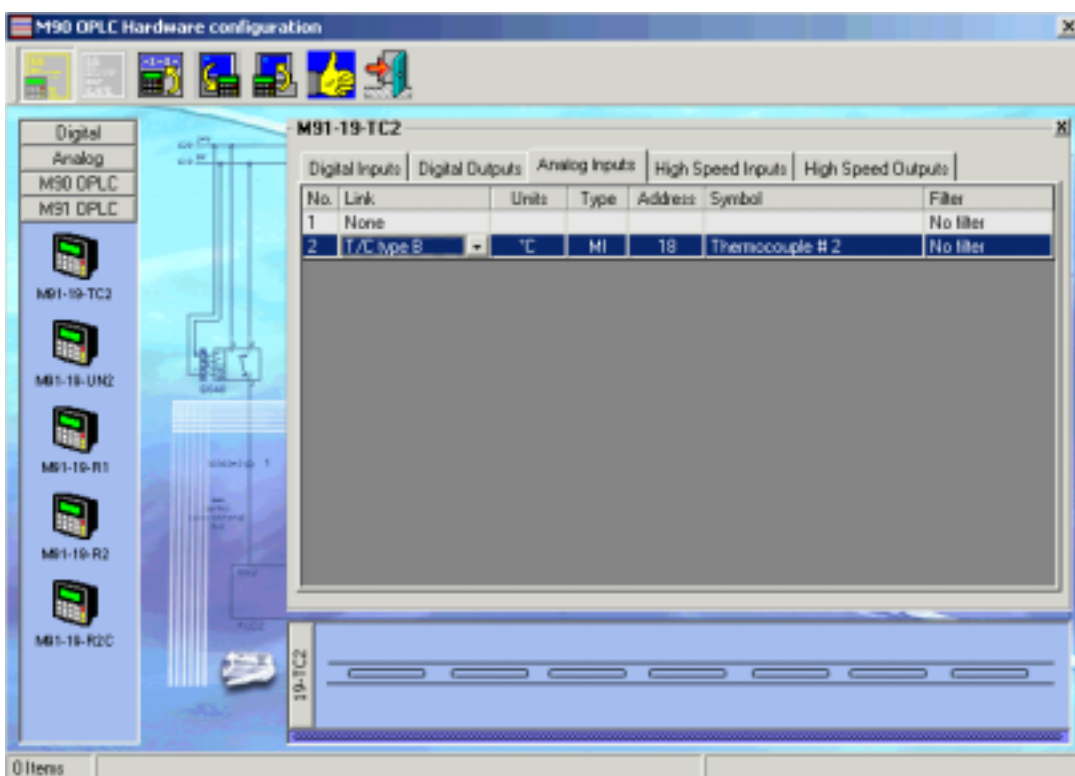 M90 OPLC Hardware configuration
Digital
Analog
M90 OPLC
M91 OPLC
M91-19-TC2
M91-19-UN2
M91-19-R1
M91-19-R2
M91-19-R2C
M91-19-TC2
Digital Inputs Digital Outputs Analog Inputs High Speed Inputs High Speed Outputs
No. Link Units Type Address Symbol Filter
1 None No filter
2 T/C type B °C MI 18 Thermocouple # 2 No filter
19-TC2
0 Items